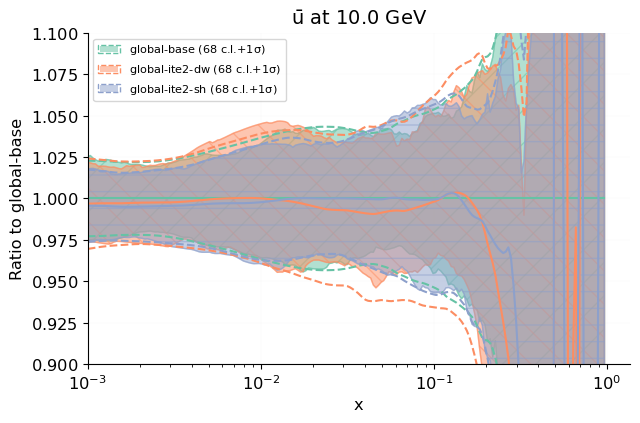 ū at 10.0 GeV
global-base (68 c.l.+1σ)
global-ite2-dw (68 c.l.+1σ)
global-ite2-sh (68 c.l.+1σ)
Ratio to global-base
1.100
1.075
1.050
1.025
1.000
0.975
0.950
0.925
0.900
10⁻³
10⁻²
10⁻¹
10⁰
x